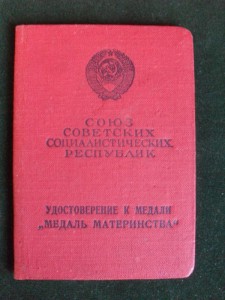 СОЮЗ
СОВЕТСКИХ
СОЦИАЛИСТИЧЕСКИХ
РЕСПУБЛИК
УДОСТОВЕРЕНИЕ К МЕДАЛИ
„МЕДАЛЬ МАТЕРИНСТВА"